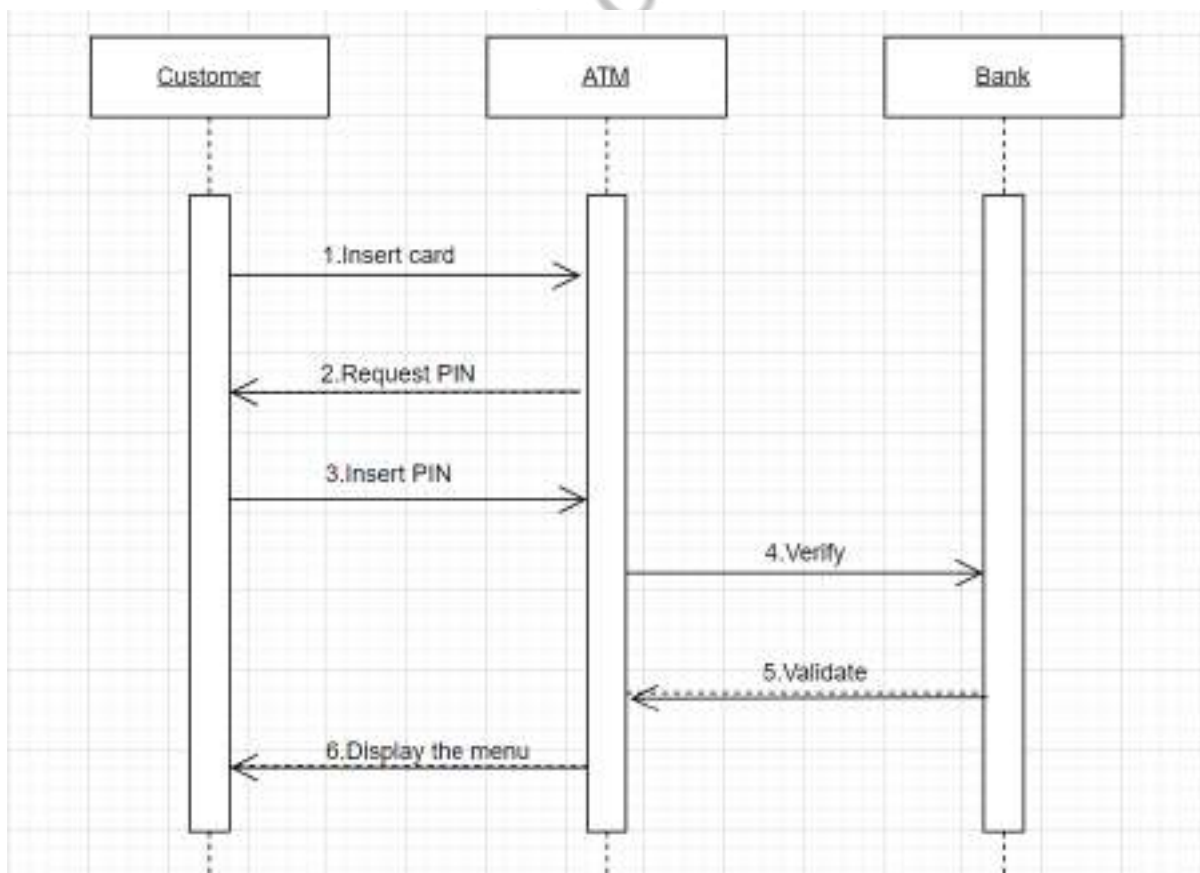 Customer
ATM
Bank
1.Insert card
2.Request PIN
3.Insert PIN
4.Verify
5.Validate
6.Display the menu